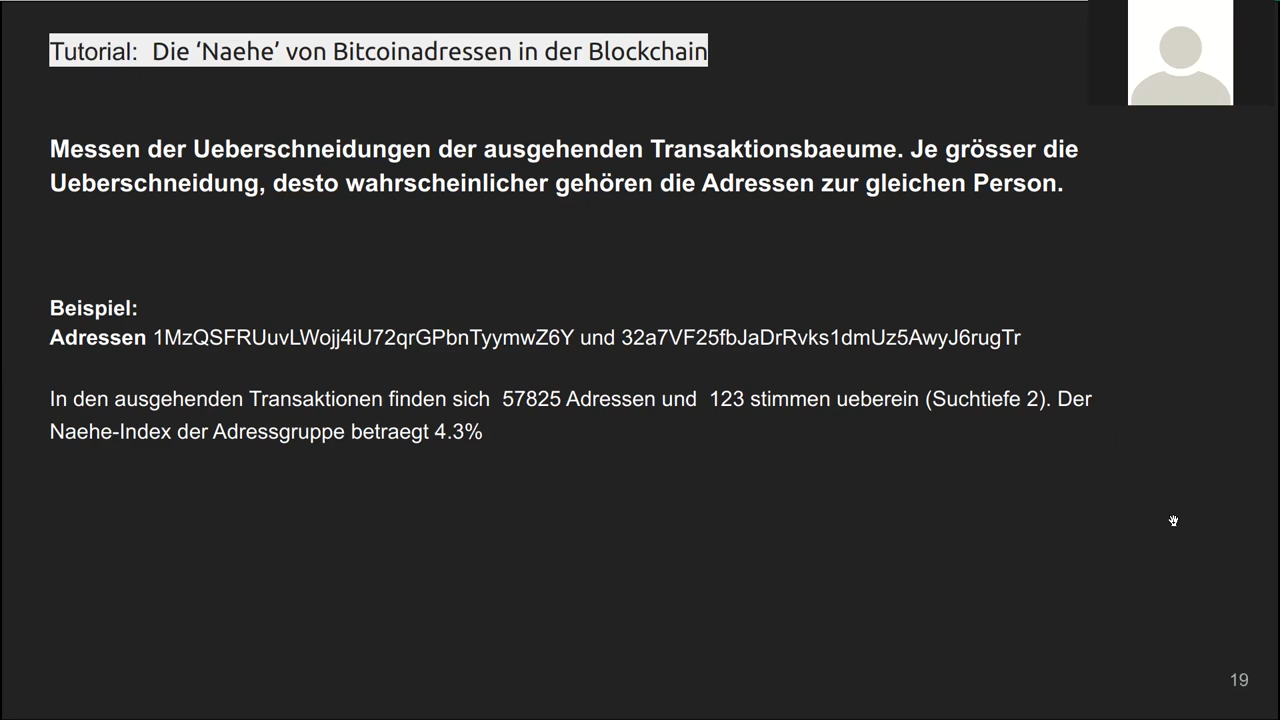 Tutorial:  Die ‘Naehe’ von Bitcoinadressen in der Blockchain
Messen der Ueberschneidungen der ausgehenden Transaktionsbaeume. Je grösser die
Ueberschneidung, desto wahrscheinlicher gehören die Adressen zur gleichen Person.
Beispiel:
Adressen 1MzQSFRUuvLWojj4iU72qrGPbnTyymwZ6Y und 32a7VF25fbJaDrRvks1dmUz5AwyJ6rugTr
In den ausgehenden Transaktionen finden sich  57825 Adressen und  123 stimmen ueberein (Suchtiefe 2). Der
Naehe-Index der Adressgruppe betraegt 4.3%
19